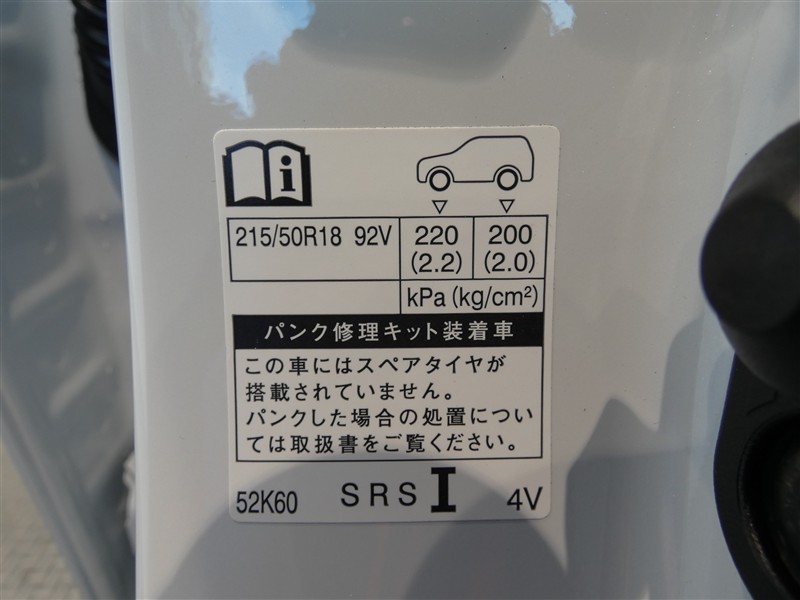 i
215/50R18 92V 220 200
(2.2) (2.0)
kPa (kg/cm²)
パンク修理キット装着車
この車にはスペアタイヤが
搭載されていません。
パンクした場合の処置につい
ては取扱書をご覧ください。
52K60 SRS I 4V